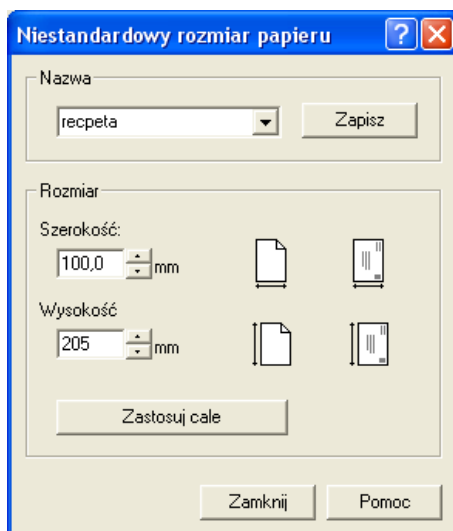 Niestandardowy rozmiar papieru
Nazwa
recpeta
Zapisz
Rozmiar
Szerokość:
100,0 mm
Wysokość
205 mm
Zastosuj cale
Zamknij
Pomoc